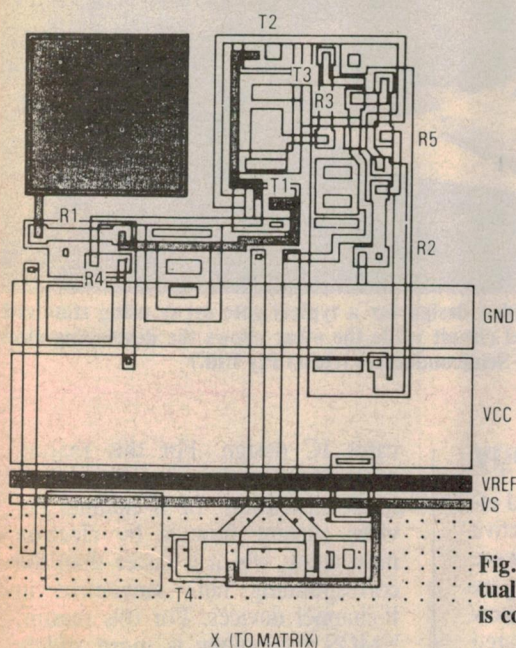 T2
T3
R3
R5
T1
R1
R2
R4
GND
VCC
VREF
VS
T4
X (TO MATRIX)
Fig.
tual
is co